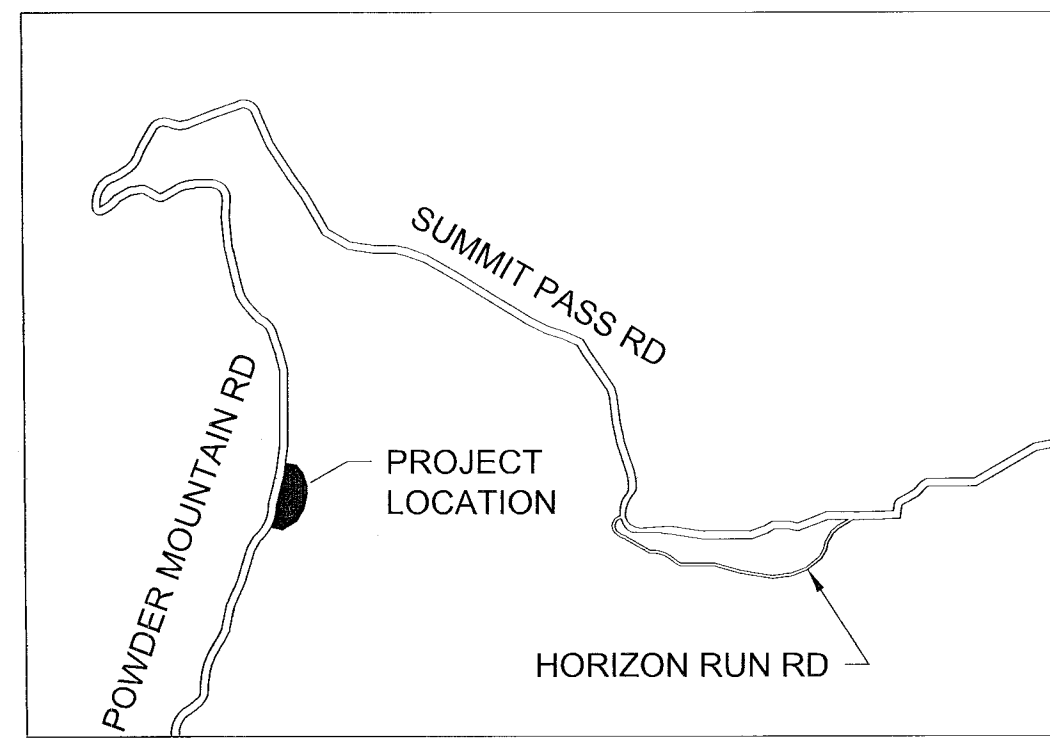 SUMMIT PASS RD
POWDER MOUNTAIN RD
PROJECT
LOCATION
HORIZON RUN RD